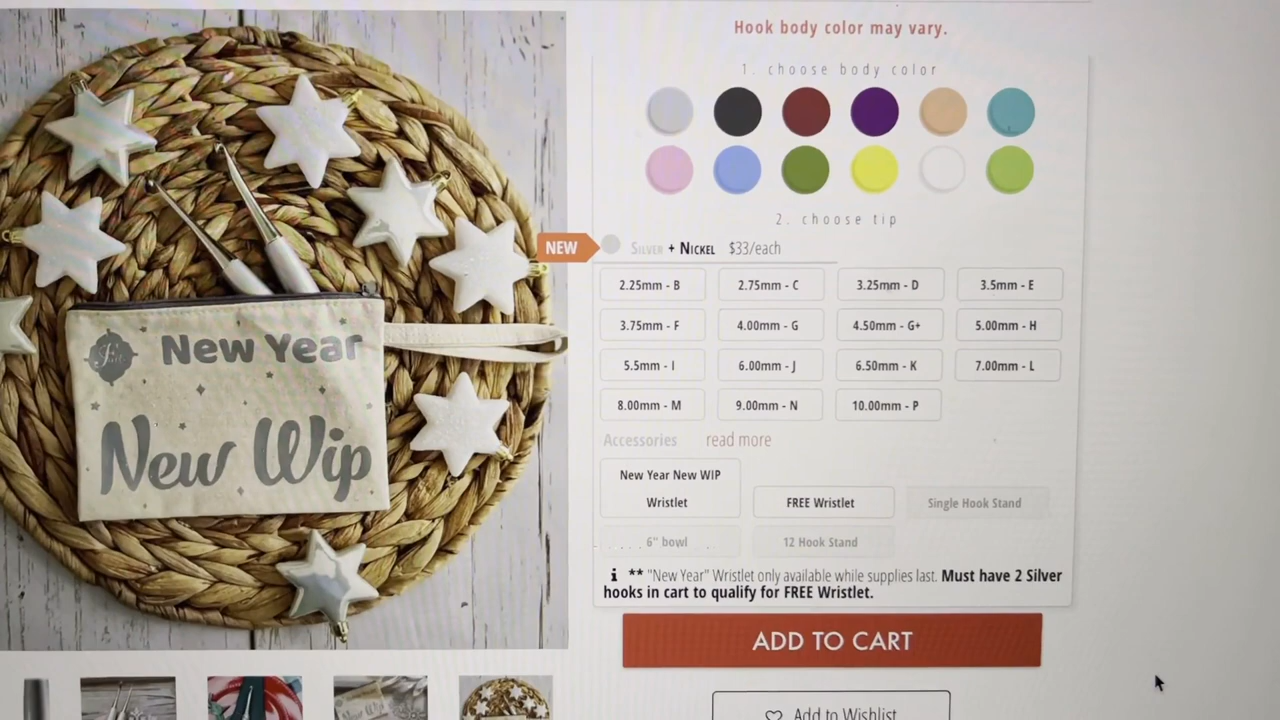 Hook body color may vary.
1. choose body color
2. choose tip
NEW
Silver + Nickel $33/each
2.25mm - B
2.75mm - C
3.25mm - D
3.5mm - E
3.75mm - F
4.00mm - G
4.50mm - G+
5.00mm - H
5.5mm - I
6.00mm - J
6.50mm - K
7.00mm - L
8.00mm - M
9.00mm - N
10.00mm - P
Accessories read more
New Year New WIP
Wristlet
FREE Wristlet
Single Hook Stand
6" bowl
12 Hook Stand
i ** "New Year" Wristlet only available while supplies last. Must have 2 Silver
hooks in cart to qualify for FREE Wristlet.
ADD TO CART
Add to Wishlist
New Year
New Wip